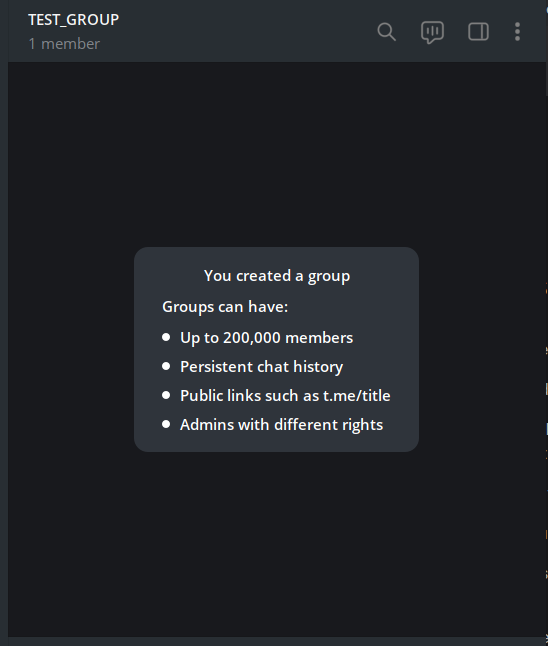 TEST_GROUP
1 member
You created a group
Groups can have:
Up to 200,000 members
Persistent chat history
Public links such as t.me/title
Admins with different rights